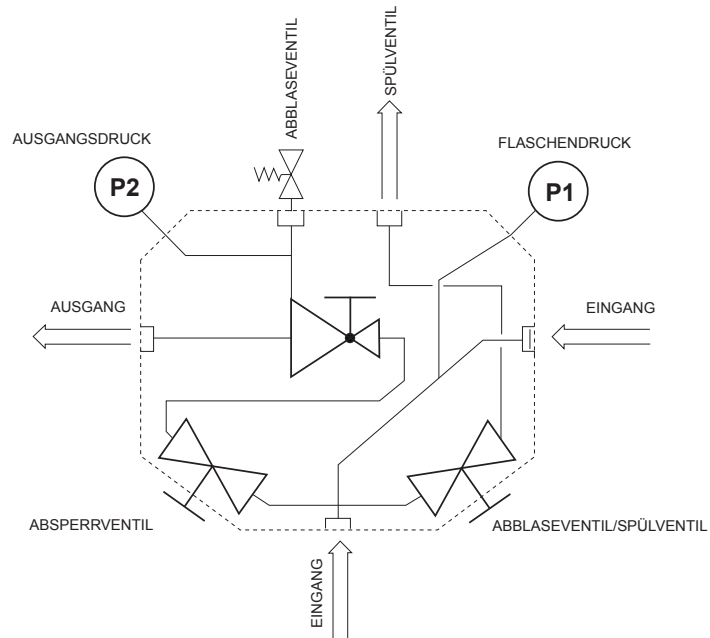 ABBLASEVENTIL
SPÜLVENTIL
AUSGANGSDRUCK
FLASCHENDRUCK
P2
P1
AUSGANG
EINGANG
ABSPERRVENTIL
ABBLASEVENTIL/SPÜLVENTIL
EINGANG